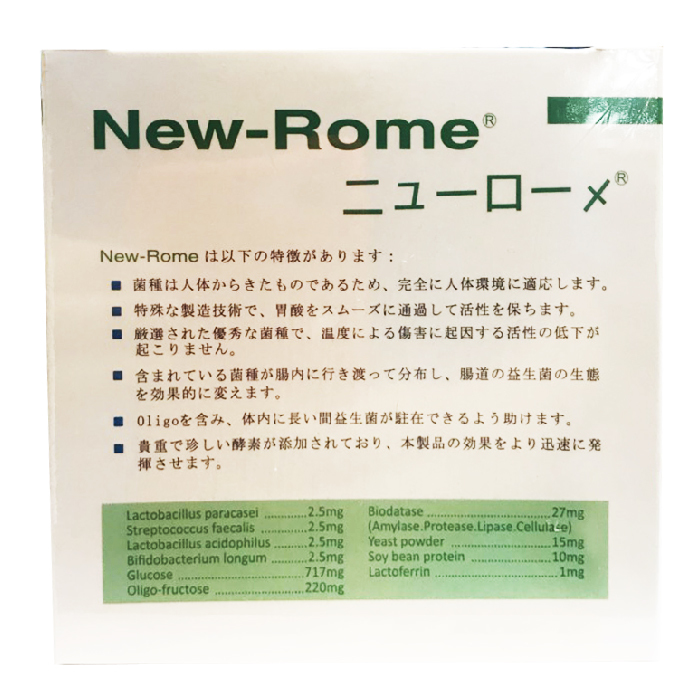 New-Rome®
ニューローメ®
New-Rome は以下の特徴があります：
■ 菌種は人体からきたものであるため、完全に人体環境に適応します。
■ 特殊な製造技術で、胃酸をスムーズに通過して活性を保ちます。
■ 厳選された優秀な菌種で、温度による傷害に起因する活性の低下が
起こりません。
■ 含まれている菌種が腸内に行き渡って分布し、腸道の益生菌の生態
を効果的に変えます。
■ Oligoを含み、体内に長い間益生菌が駐在できるよう助けます。
■ 貴重で珍しい酵素が添加されており、本製品の効果をより迅速に発
揮させます。
Lactobacillus paracasei ............ 2.5mg
Streptococcus faecalis ............ 2.5mg
Lactobacillus acidophilus ......... 2.5mg
Bifidobacterium longum ......... 2.5mg
Glucose ................................ 717mg
Oligo-fructose ........................ 220mg
Biodatase ................................ 27mg
(Amylase.Protease.Lipase.Cellulase)
Yeast powder ............................ 15mg
Soy bean protein ........................ 10mg
Lactoferrin ................................ 1mg